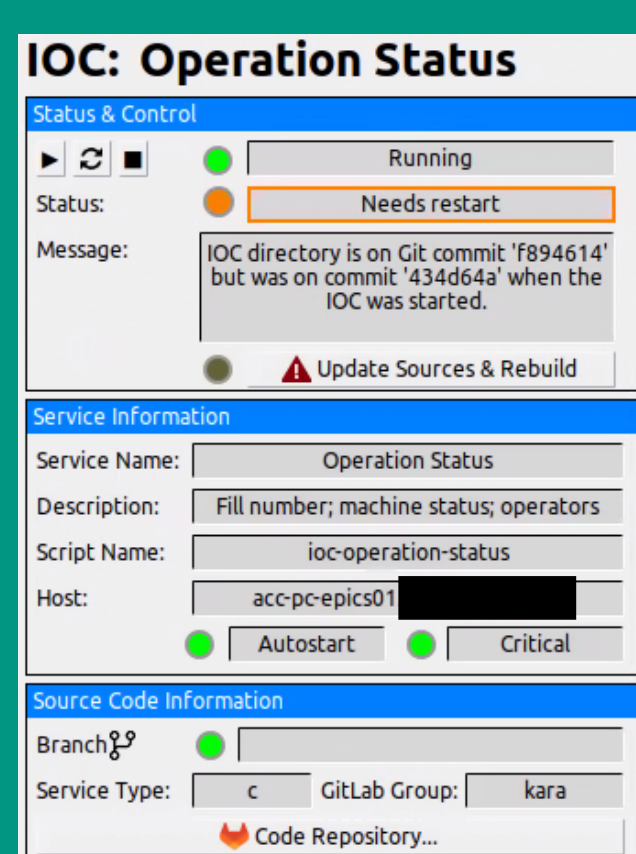 IOC: Operation Status
Status & Control
Running
Status:
Needs restart
Message:
IOC directory is on Git commit 'f894614'
but was on commit '434d64a' when the
IOC was started.
Update Sources & Rebuild
Service Information
Service Name:
Operation Status
Description:
Fill number; machine status; operators
Script Name:
ioc-operation-status
Host:
acc-pc-epics01
Autostart
Critical
Source Code Information
Branch
Service Type:
c
GitLab Group:
kara
Code Repository...